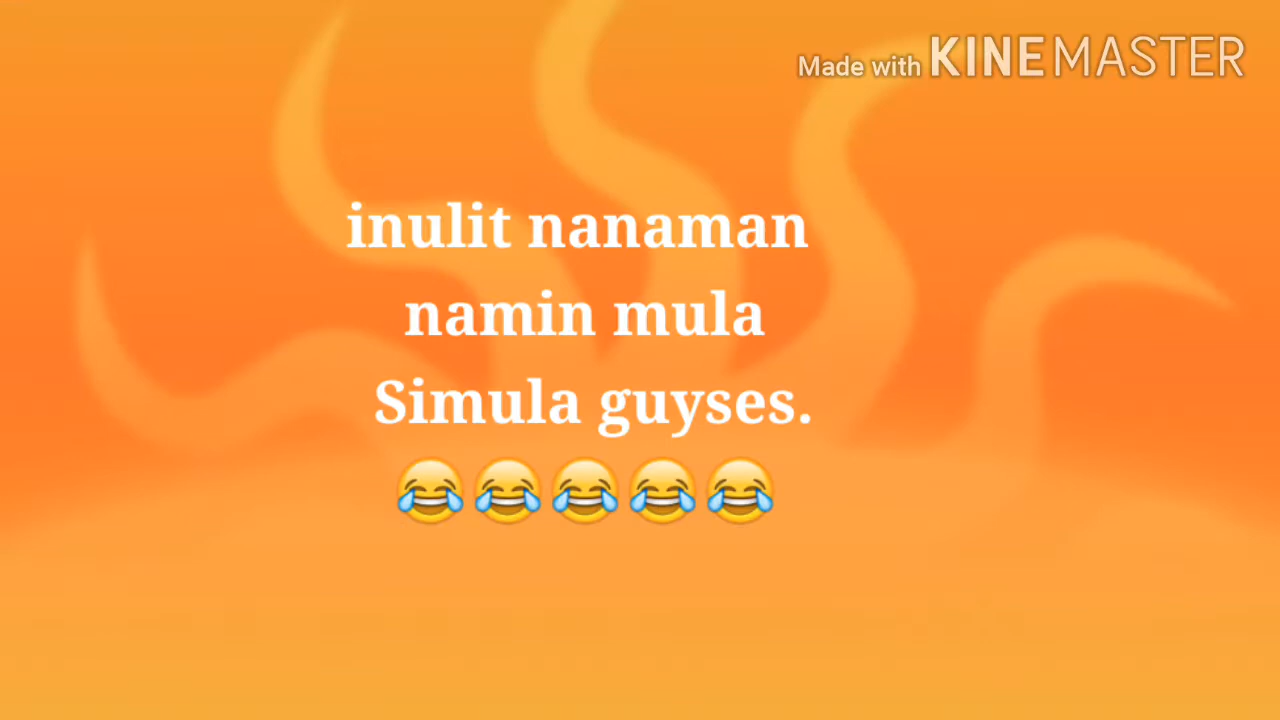 Made with KINEMASTER
inulit nanaman
namin mula
Simula guyses.
😂😂😂😂😂